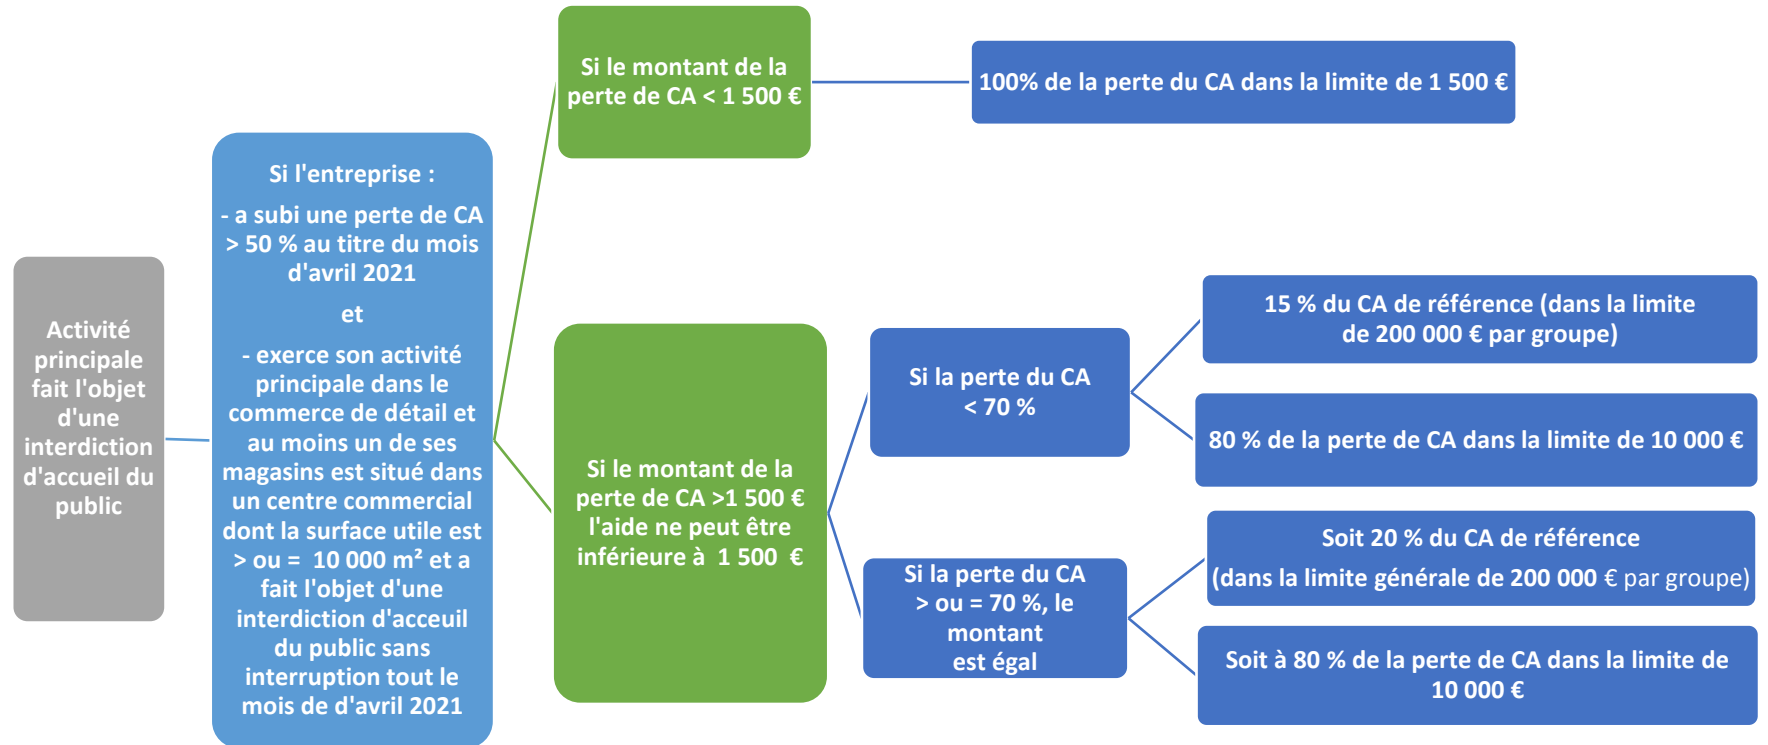 Activité
principale
fait l'objet
d'une
interdiction
d'accueil du
public
Si l'entreprise :
- a subi une perte de CA
> 50 % au titre du mois
d'avril 2021
et
- exerce son activité
principale dans le
commerce de détail et
au moins un de ses
magasins est situé dans
un centre commercial
dont la surface utile est
> ou = 10 000 m² et a
fait l'objet d'une
interdiction d'acceuil
du public sans
interruption tout le
mois de d'avril 2021
Si le montant de la
perte de CA < 1 500 €
100% de la perte du CA dans la limite de 1 500 €
Si le montant de la
perte de CA >1 500 €
l'aide ne peut être
inférieure à 1 500 €
Si la perte du CA
< 70 %
15 % du CA de référence (dans la limite
de 200 000 € par groupe)
80 % de la perte de CA dans la limite de 10 000 €
Si la perte du CA
> ou = 70 %, le
montant
est égal
Soit 20 % du CA de référence
(dans la limite générale de 200 000 € par groupe)
Soit à 80 % de la perte de CA dans la limite de
10 000 €